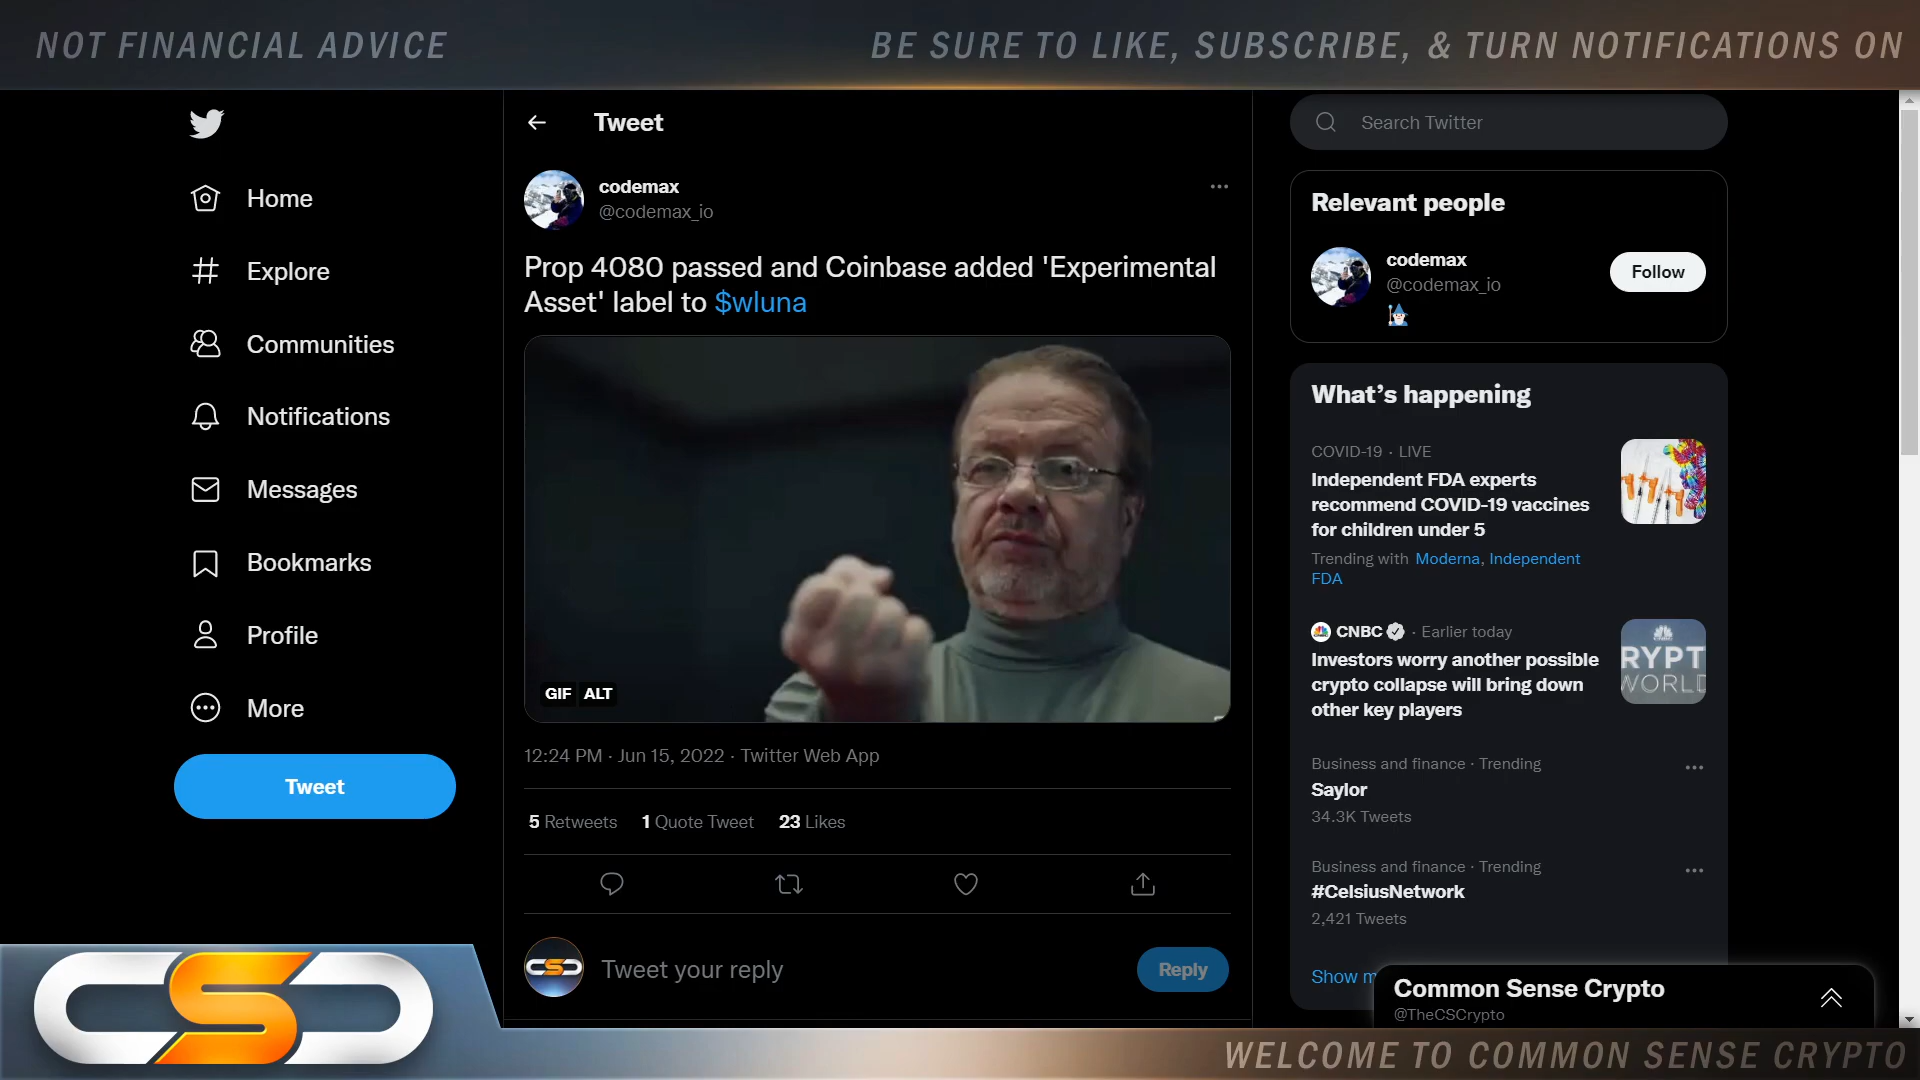 NOT FINANCIAL ADVICE
BE SURE TO LIKE, SUBSCRIBE, & TURN NOTIFICATIONS ON
Home
Explore
Communities
Notifications
Messages
Bookmarks
Profile
More
Tweet
Tweet
codemax
@codemax_io
Prop 4080 passed and Coinbase added 'Experimental
Asset' label to $wluna
GIF ALT
12:24 PM · Jun 15, 2022 · Twitter Web App
5 Retweets 1 Quote Tweet 23 Likes
Tweet your reply
Reply
Search Twitter
Relevant people
codemax
@codemax_io
Follow
What's happening
COVID-19 · LIVE
Independent FDA experts
recommend COVID-19 vaccines
for children under 5
Trending with Moderna, Independent
FDA
CNBC · Earlier today
Investors worry another possible
crypto collapse will bring down
other key players
RYPT
WORLD
Business and finance · Trending
Saylor
34.3K Tweets
Business and finance · Trending
#CelsiusNetwork
2,421 Tweets
Show m
Common Sense Crypto
@TheCSCrypto
CSC
WELCOME TO COMMON SENSE CRYPTO